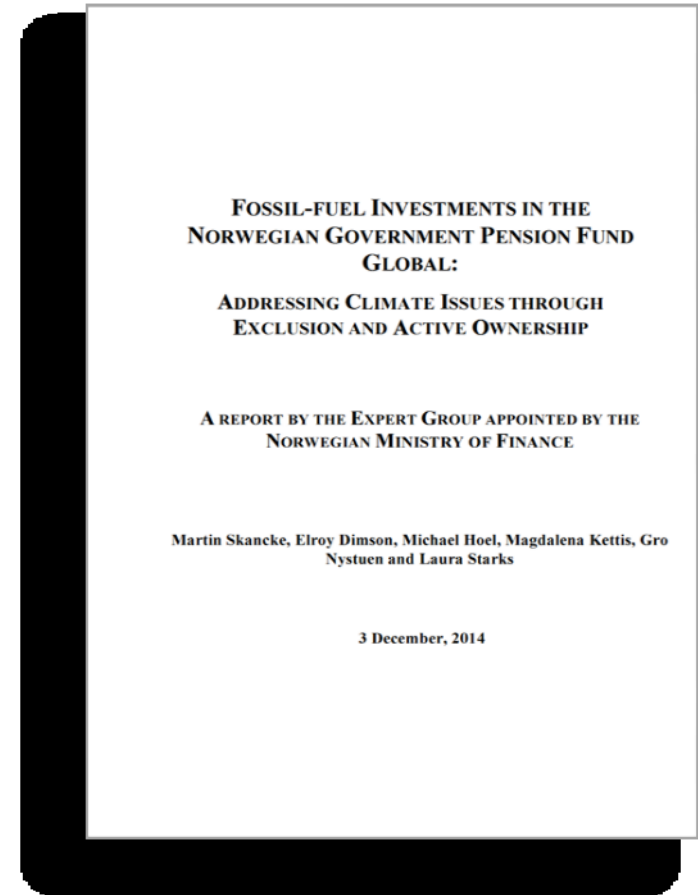 FOSSIL-FUEL INVESTMENTS IN THE
NORWEGIAN GOVERNMENT PENSION FUND
GLOBAL:
ADDRESSING CLIMATE ISSUES THROUGH
EXCLUSION AND ACTIVE OWNERSHIP
A REPORT BY THE EXPERT GROUP APPOINTED BY THE
NORWEGIAN MINISTRY OF FINANCE
Martin Skancke, Elroy Dimson, Michael Hoel, Magdalena Kettis, Gro
Nystuen and Laura Starks
3 December, 2014